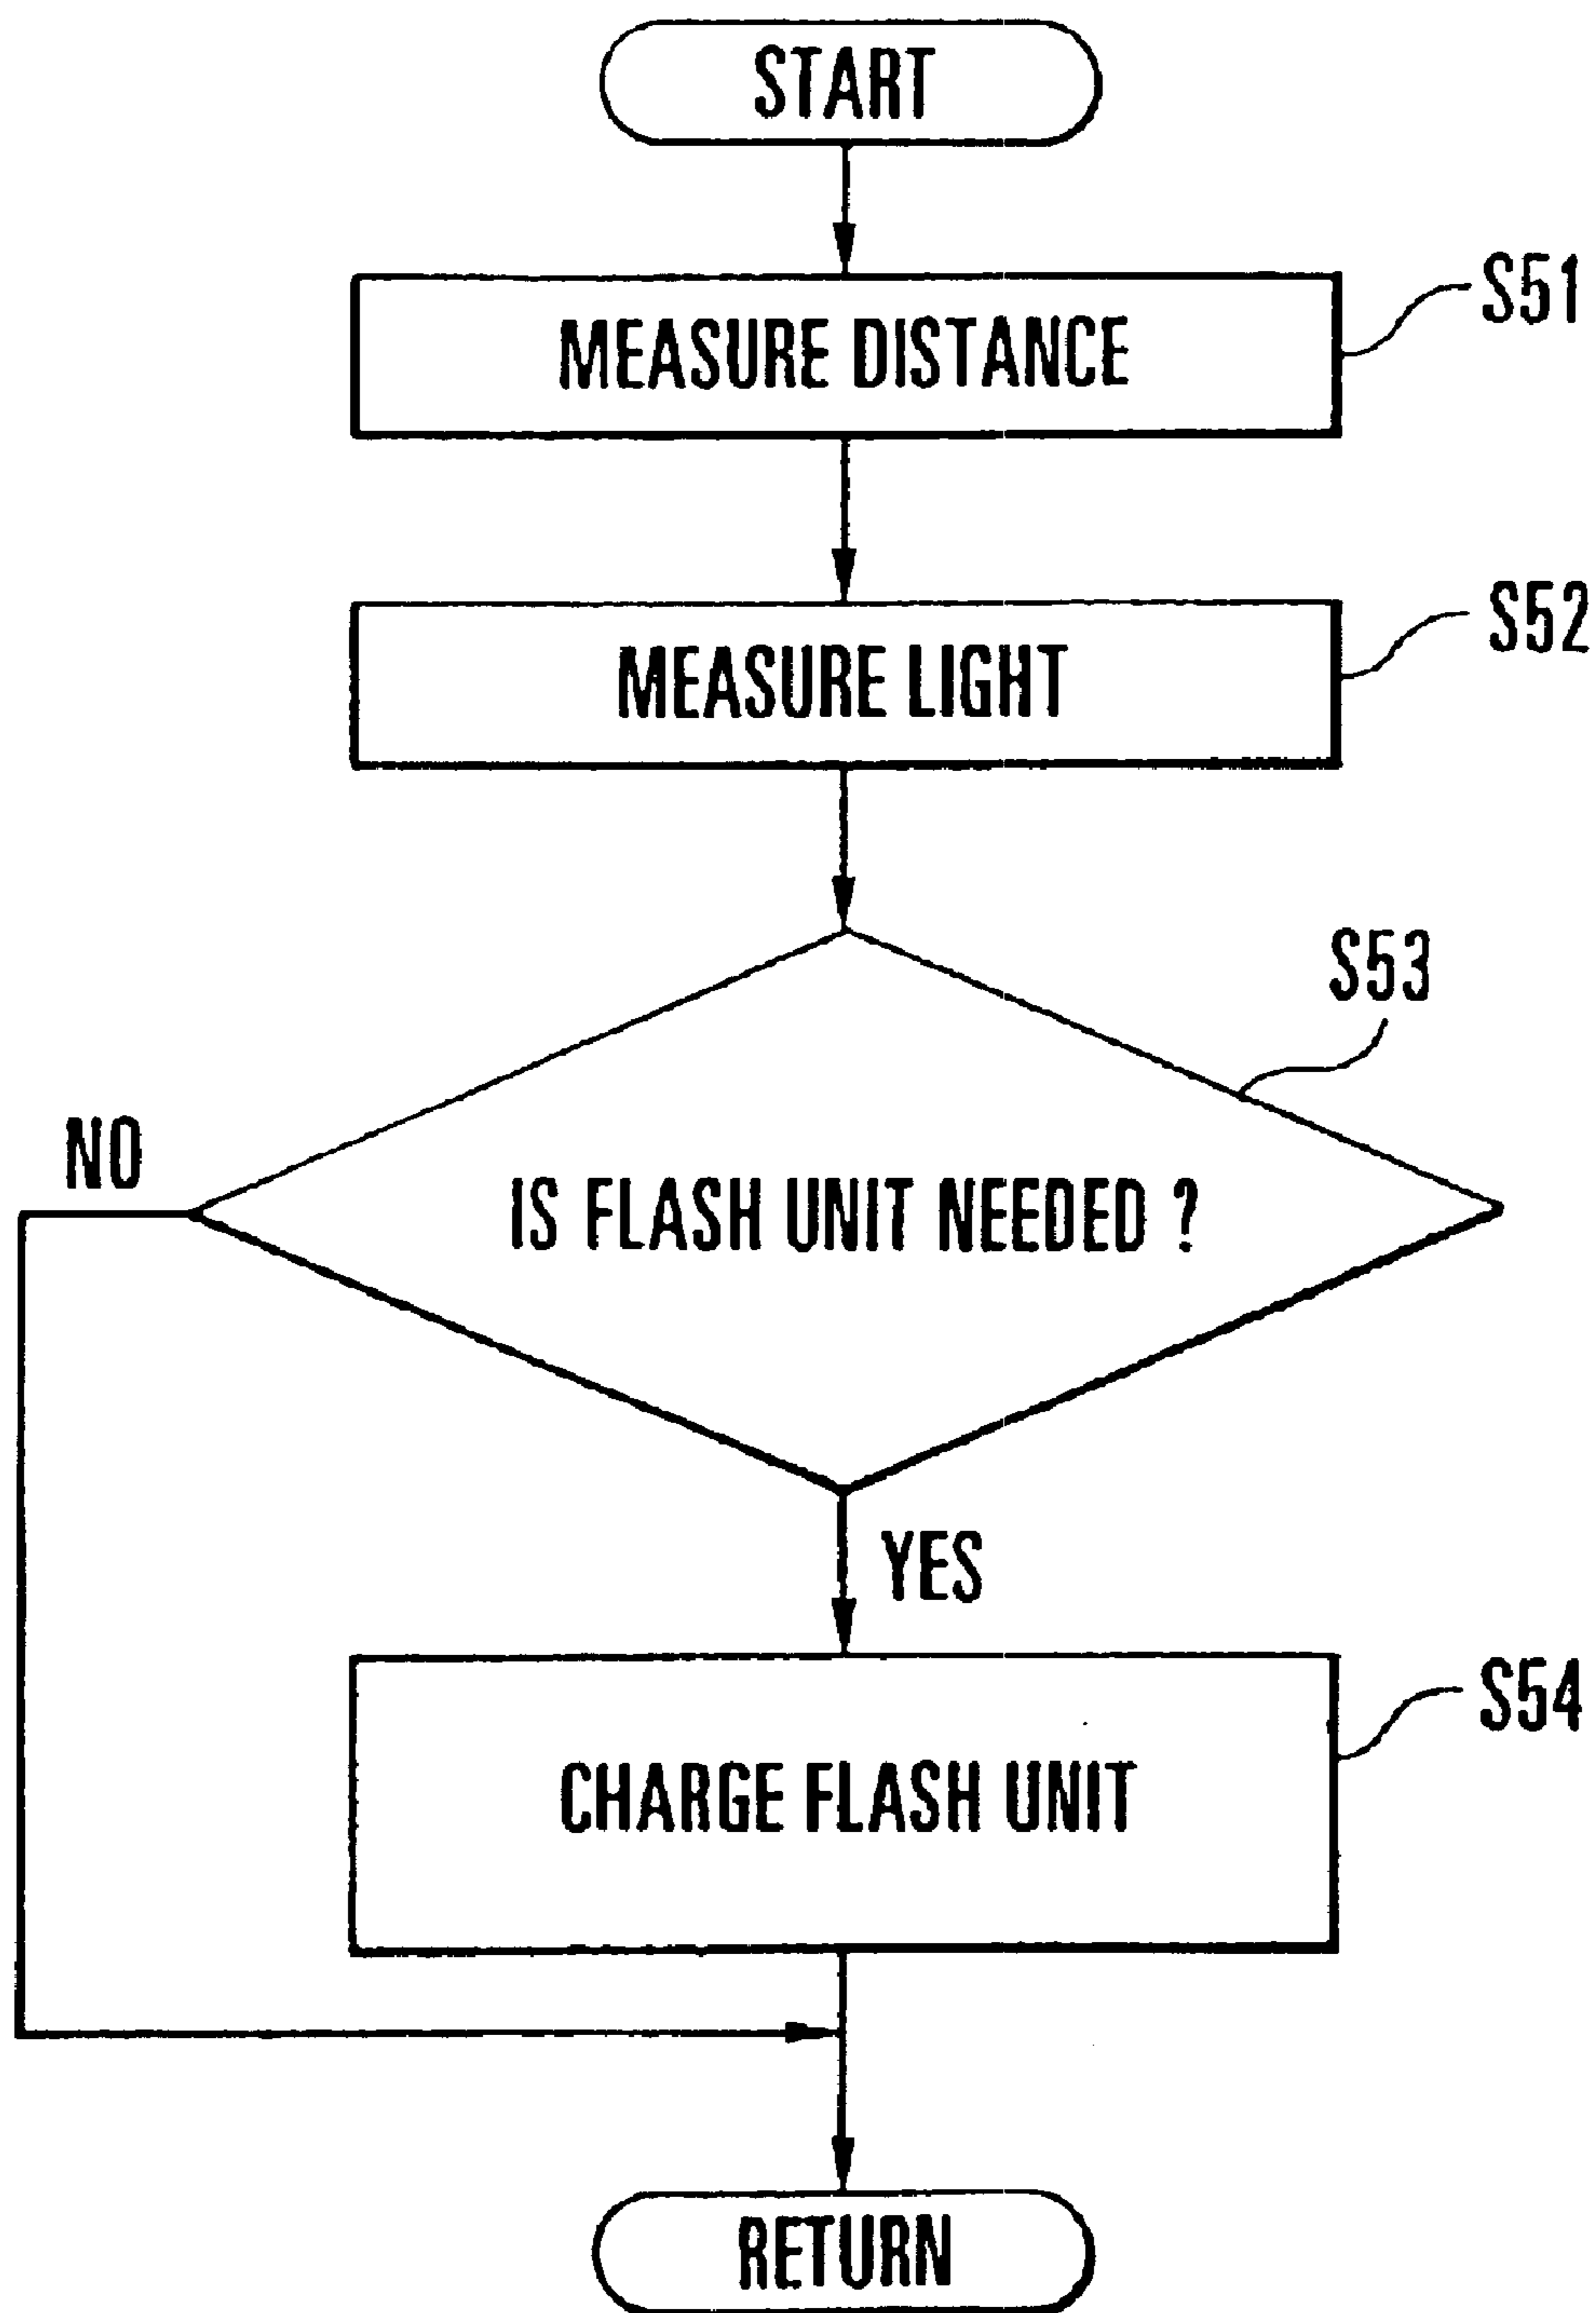 START
MEASURE DISTANCE
S51
MEASURE LIGHT
S52
S53
NO
IS FLASH UNIT NEEDED ?
YES
CHARGE FLASH UNIT
S54
RETURN